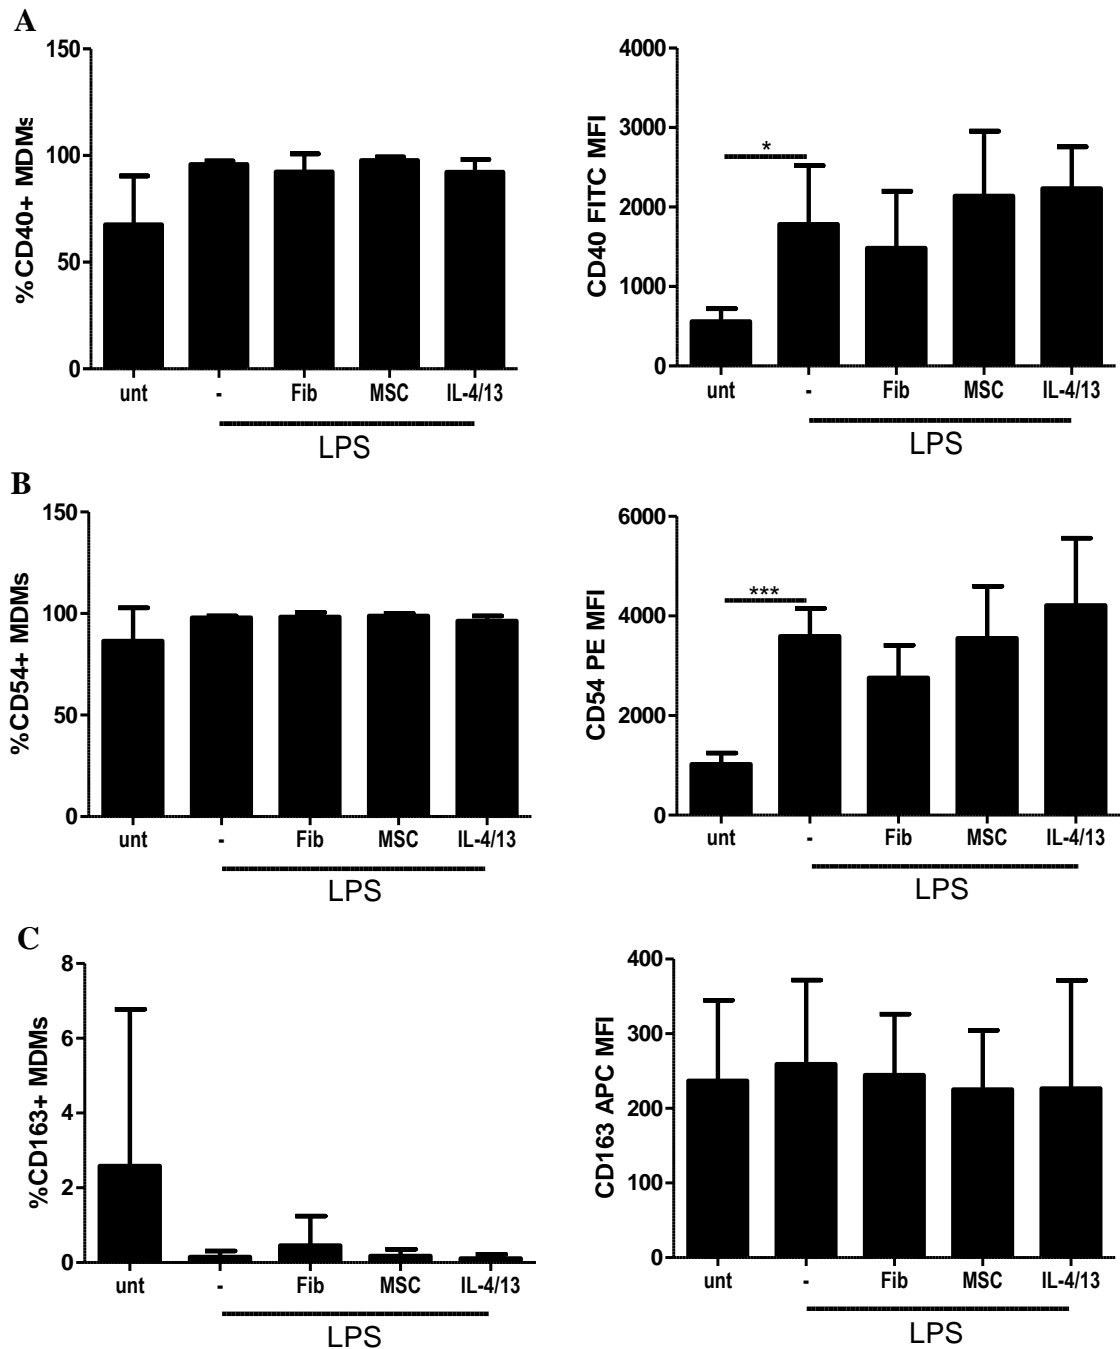 A
%CD40+ MDMs
150
100
50
0
unt - Fib MSC IL-4/13
LPS
CD40 FITC MFI
4000
3000
2000
1000
0
*
unt - Fib MSC IL-4/13
LPS
B
%CD54+ MDMs
150
100
50
0
unt - Fib MSC IL-4/13
LPS
CD54 PE MFI
6000
4000
2000
0
***
unt - Fib MSC IL-4/13
LPS
C
%CD163+ MDMs
8
6
4
2
0
unt - Fib MSC IL-4/13
LPS
CD163 APC MFI
400
300
200
100
0
unt - Fib MSC IL-4/13
LPS